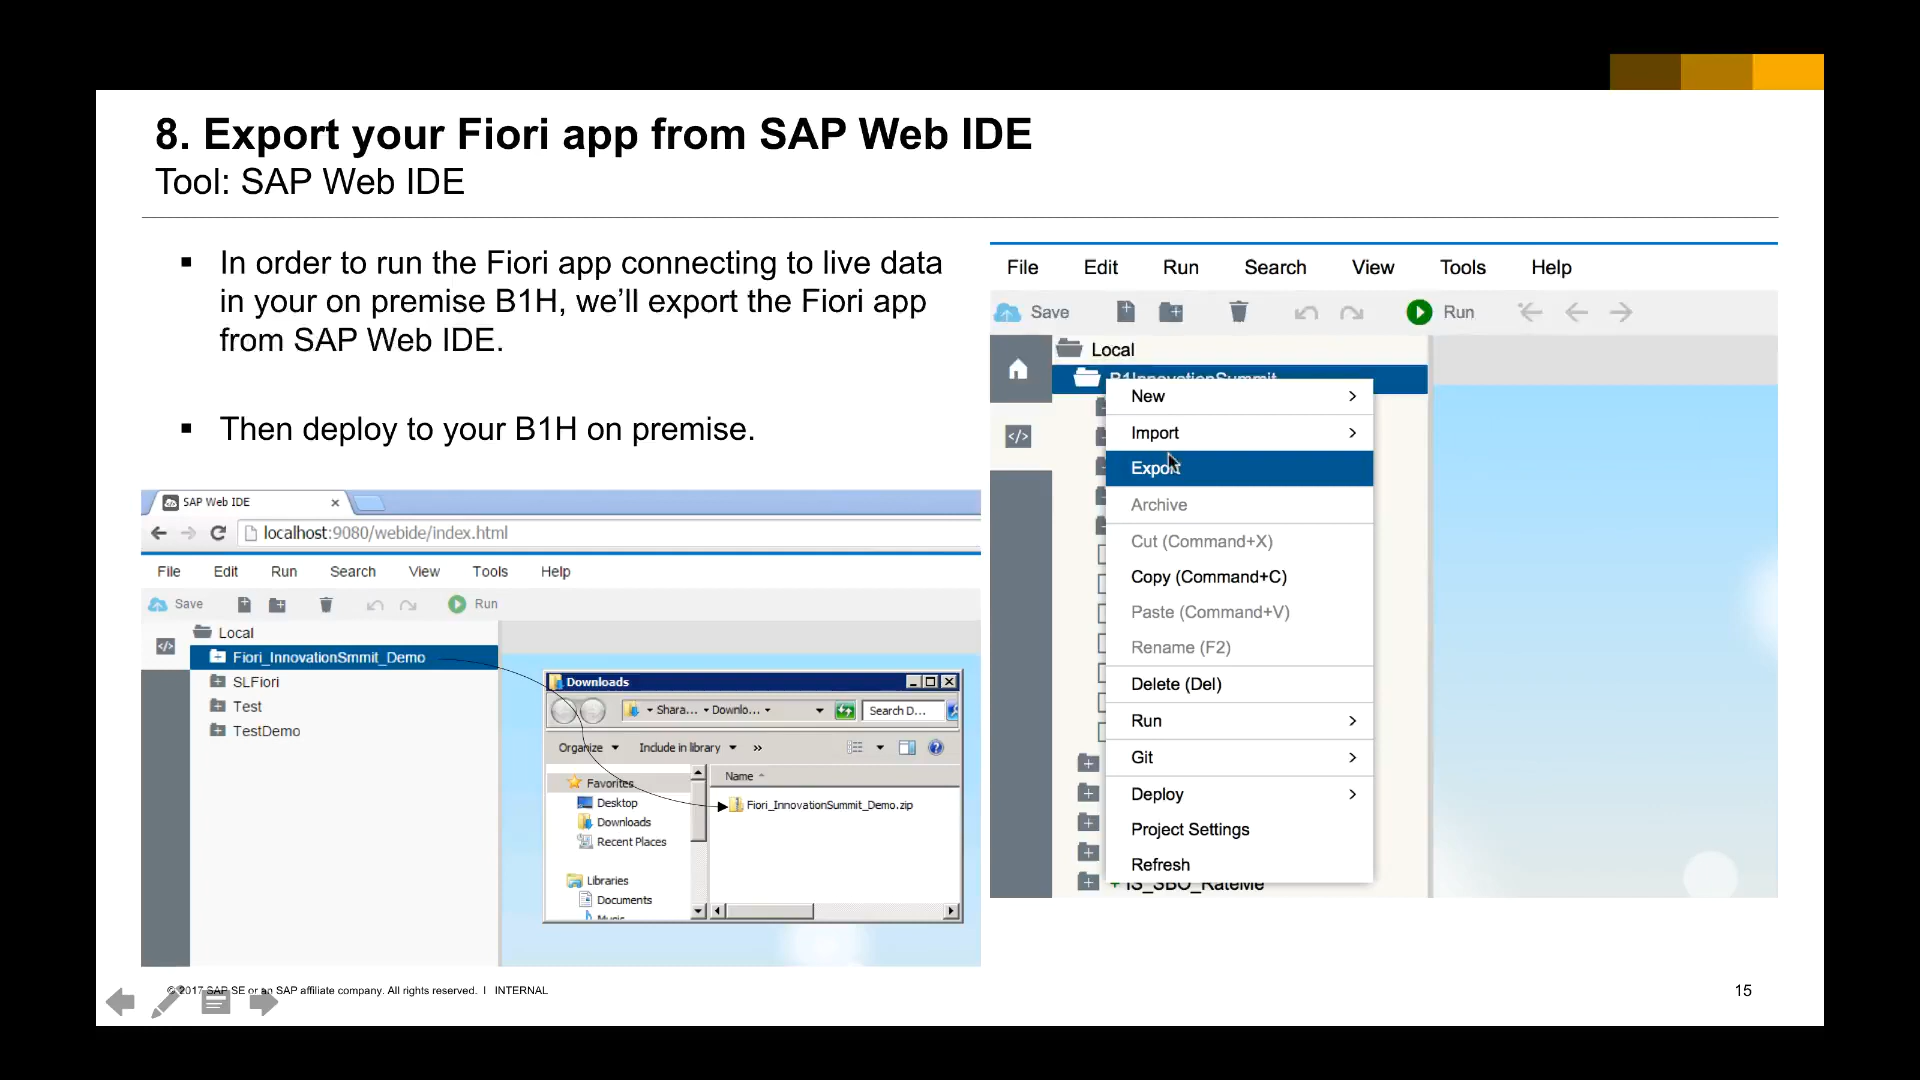 8. Export your Fiori app from SAP Web IDE
Tool: SAP Web IDE
▪ In order to run the Fiori app connecting to live data
in your on premise B1H, we’ll export the Fiori app
from SAP Web IDE.
▪ Then deploy to your B1H on premise.
SAP Web IDE
localhost:9080/webide/index.html
File Edit Run Search View Tools Help
Save Run
Local
Fiori_InnovationSmmit_Demo
SLFiori
Test
TestDemo
Downloads
Shara... Downlo... Search D...
Organize Include in library »
Name
Favorites
Desktop
Downloads
Recent Places
Libraries
Documents
Music
Fiori_InnovationSummit_Demo.zip
File Edit Run Search View Tools Help
Save Run
Local
B1InnovationSummit
New
Import
Export
Archive
Cut (Command+X)
Copy (Command+C)
Paste (Command+V)
Rename (F2)
Delete (Del)
Run
Git
Deploy
Project Settings
Refresh
IS_SBO_RateMe
© 2017 SAP SE or an SAP affiliate company. All rights reserved. I INTERNAL
15